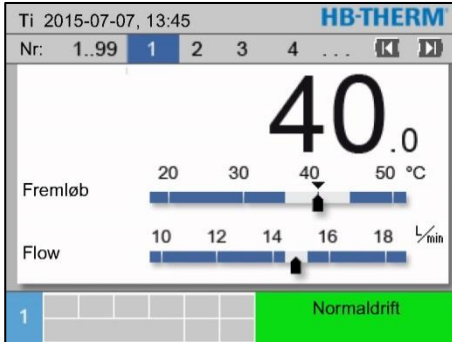 Ti 2015-07-07, 13:45 HB-THERM
Nr: 1..99 1 2 3 4 ...
40.0
20 30 40 50 °C
Fremløb
10 12 14 16 18 L/min
Flow
1 Normaldrift